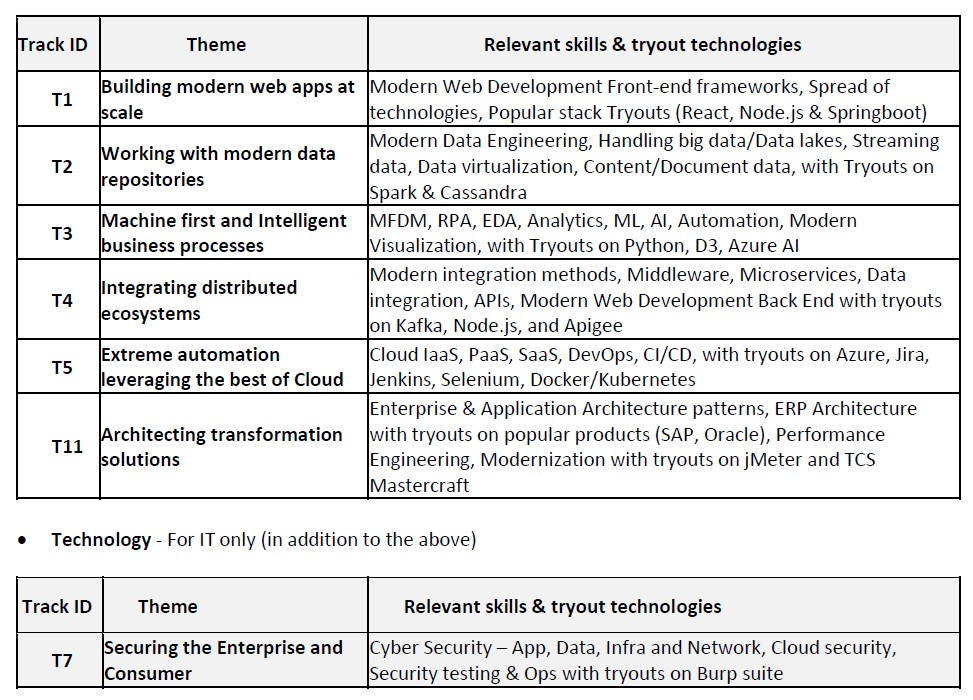 Track ID Theme Relevant skills & tryout technologies
T1 Building modern web apps at scale Modern Web Development Front-end frameworks, Spread of
technologies, Popular stack Tryouts (React, Node.js & Springboot)
T2 Working with modern data repositories Modern Data Engineering, Handling big data/Data lakes, Streaming
data, Data virtualization, Content/Document data, with Tryouts on
Spark & Cassandra
T3 Machine first and Intelligent business processes MFDM, RPA, EDA, Analytics, ML, AI, Automation, Modern
Visualization, with Tryouts on Python, D3, Azure AI
T4 Integrating distributed ecosystems Modern integration methods, Middleware, Microservices, Data
integration, APIs, Modern Web Development Back End with tryouts
on Kafka, Node.js, and Apigee
T5 Extreme automation leveraging the best of Cloud Cloud IaaS, PaaS, SaaS, DevOps, CI/CD, with tryouts on Azure, Jira,
Jenkins, Selenium, Docker/Kubernetes
T11 Architecting transformation solutions Enterprise & Application Architecture patterns, ERP Architecture
with tryouts on popular products (SAP, Oracle), Performance
Engineering, Modernization with tryouts on jMeter and TCS
Mastercraft
• Technology - For IT only (in addition to the above)
Track ID Theme Relevant skills & tryout technologies
T7 Securing the Enterprise and Consumer Cyber Security – App, Data, Infra and Network, Cloud security,
Security testing & Ops with tryouts on Burp suite